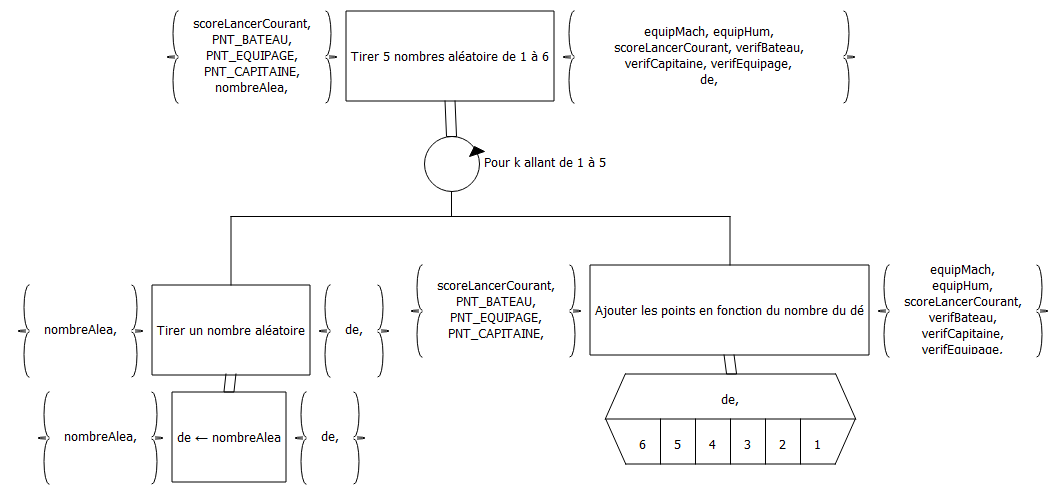 scoreLancerCourant,
PNT_BATEAU,
PNT_EQUIPAGE,
PNT_CAPITAINE,
nombreAlea,
Tirer 5 nombres aléatoire de 1 à 6
equipMach, equipHum,
scoreLancerCourant, verifBateau,
verifCapitaine, verifEquipage,
de,
Pour k allant de 1 à 5
nombreAlea,
Tirer un nombre aléatoire
de,
scoreLancerCourant,
PNT_BATEAU,
PNT_EQUIPAGE,
PNT_CAPITAINE,
Ajouter les points en fonction du nombre du dé
equipMach,
equipHum,
scoreLancerCourant,
verifBateau,
verifCapitaine,
verifEquipage,
nombreAlea,
de ← nombreAlea
de,
de,
6 5 4 3 2 1